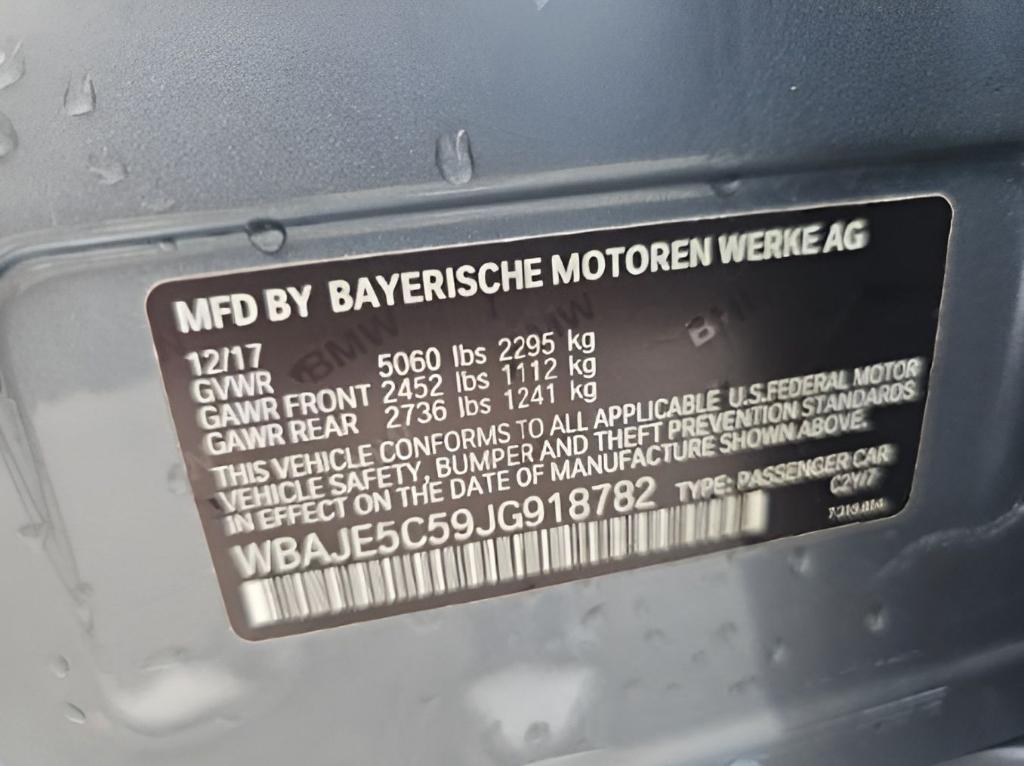 MFD BY BAYERISCHE MOTOREN WERKE AG
12/17
GVWR 5060 lbs 2295 kg
GAWR FRONT 2452 lbs 1112 kg
GAWR REAR 2736 lbs 1241 kg
THIS VEHICLE CONFORMS TO ALL APPLICABLE U.S.FEDERAL MOTOR
VEHICLE SAFETY, BUMPER AND THEFT PREVENTION STANDARDS
IN EFFECT ON THE DATE OF MANUFACTURE SHOWN ABOVE.
WBAJE5C59JG918782 TYPE: PASSENGER CAR
BMW